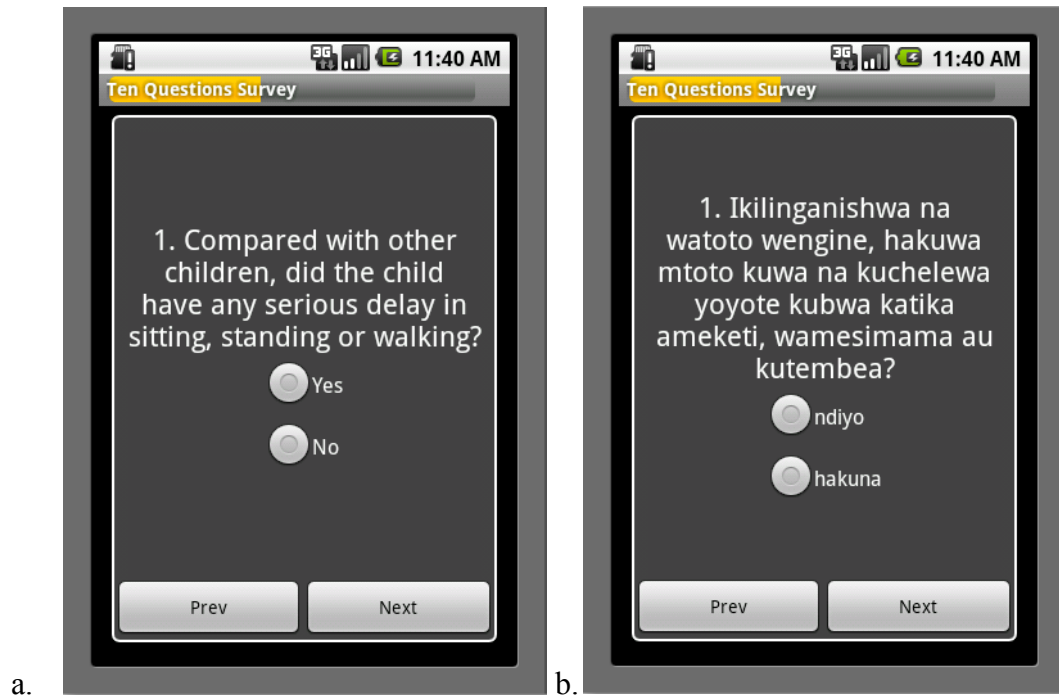 3G 11:40 AM
Ten Questions Survey
1. Compared with other
children, did the child
have any serious delay in
sitting, standing or walking?
Yes
No
Prev Next
a.
3G 11:40 AM
Ten Questions Survey
1. Ikilinganishwa na
watoto wengine, hakuwa
mtoto kuwa na kuchelewa
yoyote kubwa katika
ameketi, wamesimama au
kutembea?
ndiyo
hakuna
Prev Next
b.